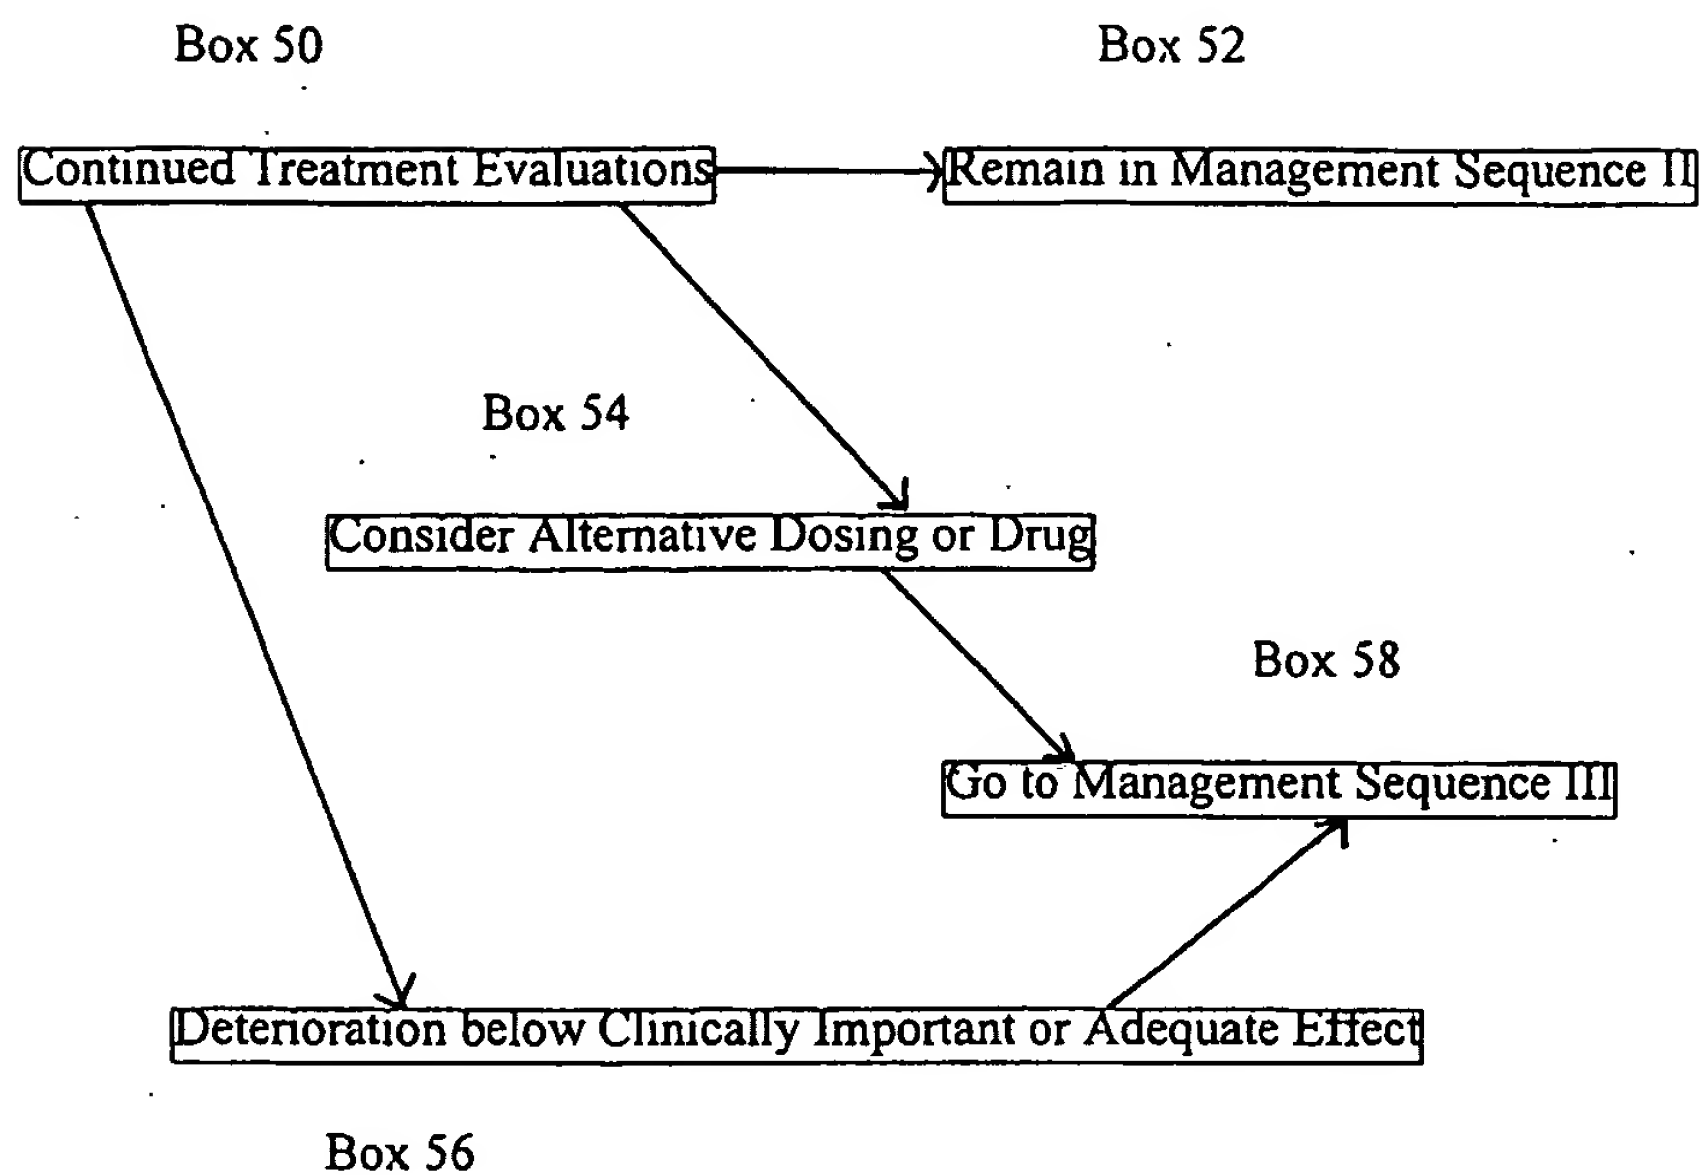 Box 50
Box 52
Continued Treatment Evaluations
Remain in Management Sequence II
Box 54
Consider Alternative Dosing or Drug
Box 58
Go to Management Sequence III
Deterioration below Clinically Important or Adequate Effect
Box 56